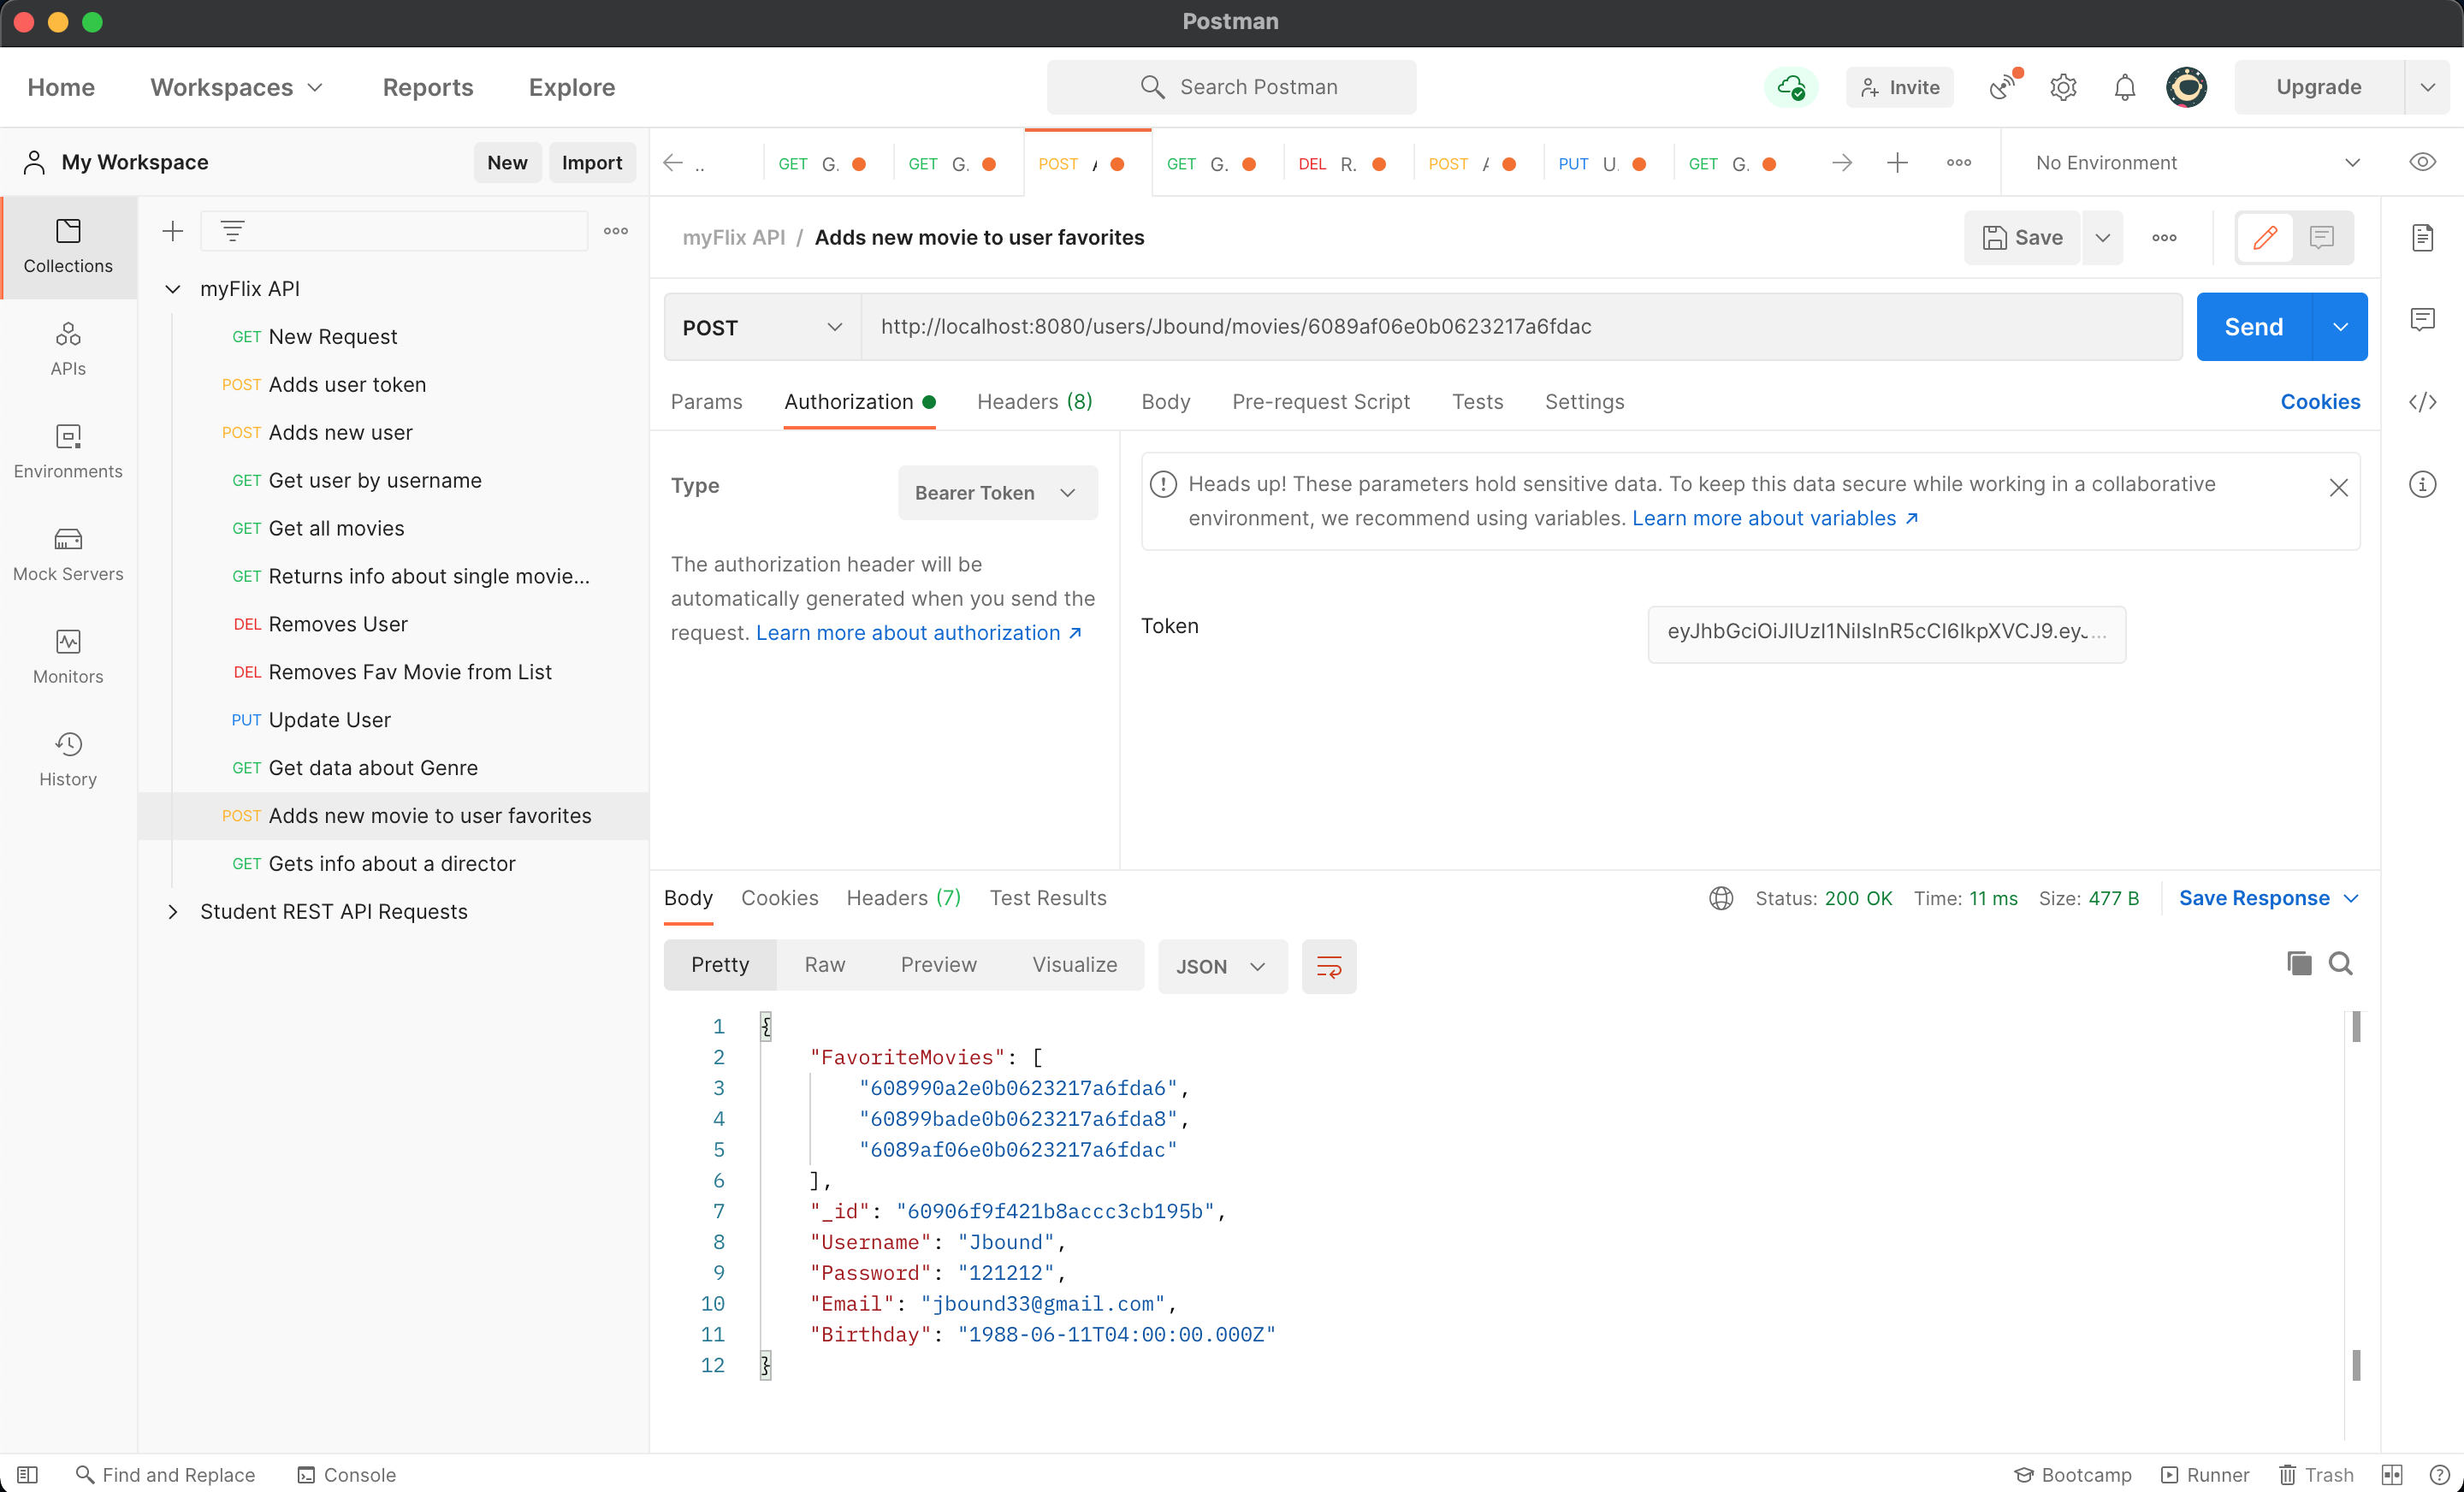 Postman
Home Workspaces Reports Explore Search Postman Invite Upgrade
My Workspace New Import
.. GET G. GET G. POST GET G. DEL R. POST PUT U. GET G. No Environment
Collections
APIs
Environments
Mock Servers
Monitors
History
myFlix API
GET New Request
POST Adds user token
POST Adds new user
GET Get user by username
GET Get all movies
GET Returns info about single movie...
DEL Removes User
DEL Removes Fav Movie from List
PUT Update User
GET Get data about Genre
POST Adds new movie to user favorites
GET Gets info about a director
Student REST API Requests
myFlix API / Adds new movie to user favorites Save
POST http://localhost:8080/users/Jbound/movies/6089af06e0b0623217a6fdac Send
Params Authorization Headers (8) Body Pre-request Script Tests Settings Cookies
Type Bearer Token
The authorization header will be
automatically generated when you send the
request. Learn more about authorization ↗
Heads up! These parameters hold sensitive data. To keep this data secure while working in a collaborative
environment, we recommend using variables. Learn more about variables ↗
Token eyJhbGciOiJIUzI1NiIsInR5cCI6IkpXVCJ9.eyJ...
Body Cookies Headers (7) Test Results Status: 200 OK Time: 11 ms Size: 477 B Save Response
Pretty Raw Preview Visualize JSON
1 {
2 "FavoriteMovies": [
3 "608990a2e0b0623217a6fda6",
4 "60899bade0b0623217a6fda8",
5 "6089af06e0b0623217a6fdac"
6 ],
7 "_id": "60906f9f421b8accc3cb195b",
8 "Username": "Jbound",
9 "Password": "121212",
10 "Email": "jbound33@gmail.com",
11 "Birthday": "1988-06-11T04:00:00.000Z"
12 }
Find and Replace Console Bootcamp Runner Trash